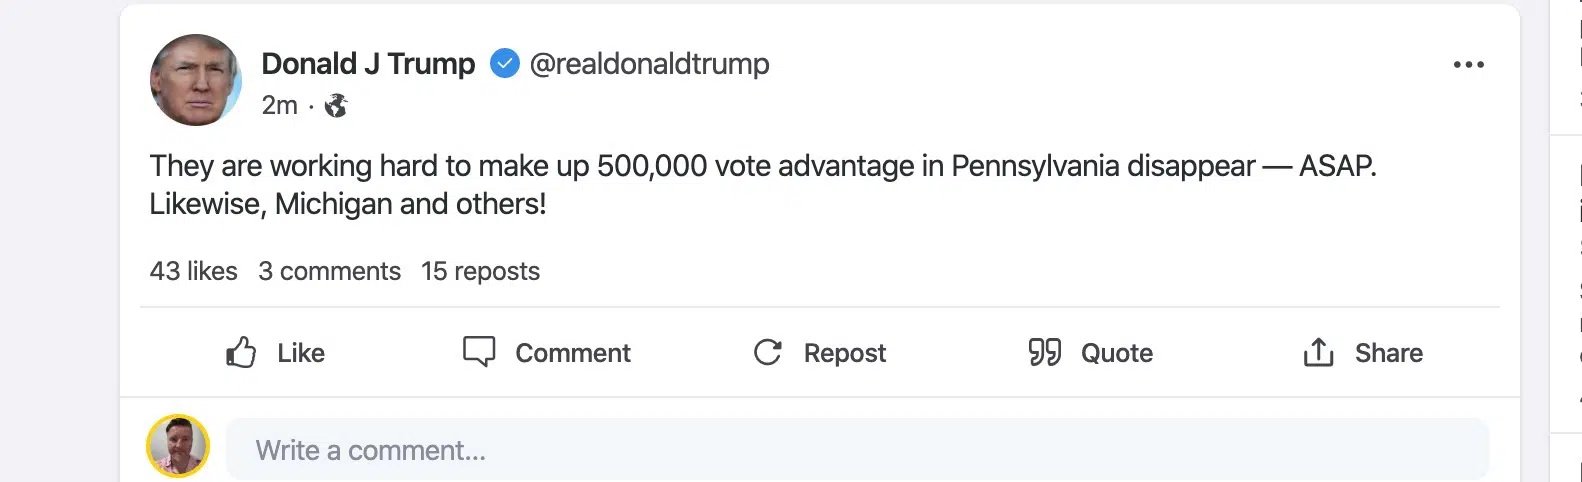 Donald J Trump @realdonaldtrump
2m ·
They are working hard to make up 500,000 vote advantage in Pennsylvania disappear — ASAP.
Likewise, Michigan and others!
43 likes 3 comments 15 reposts
Like Comment Repost Quote Share
Write a comment...